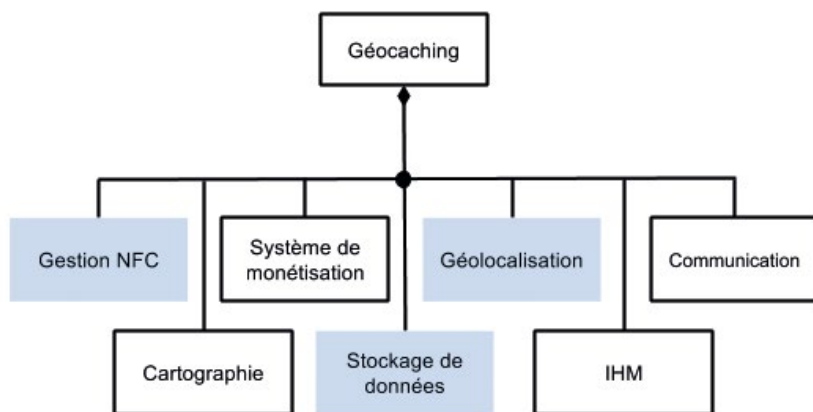 Géocaching
Gestion NFC
Système de
monétisation
Géolocalisation
Communication
Cartographie
Stockage de
données
IHM